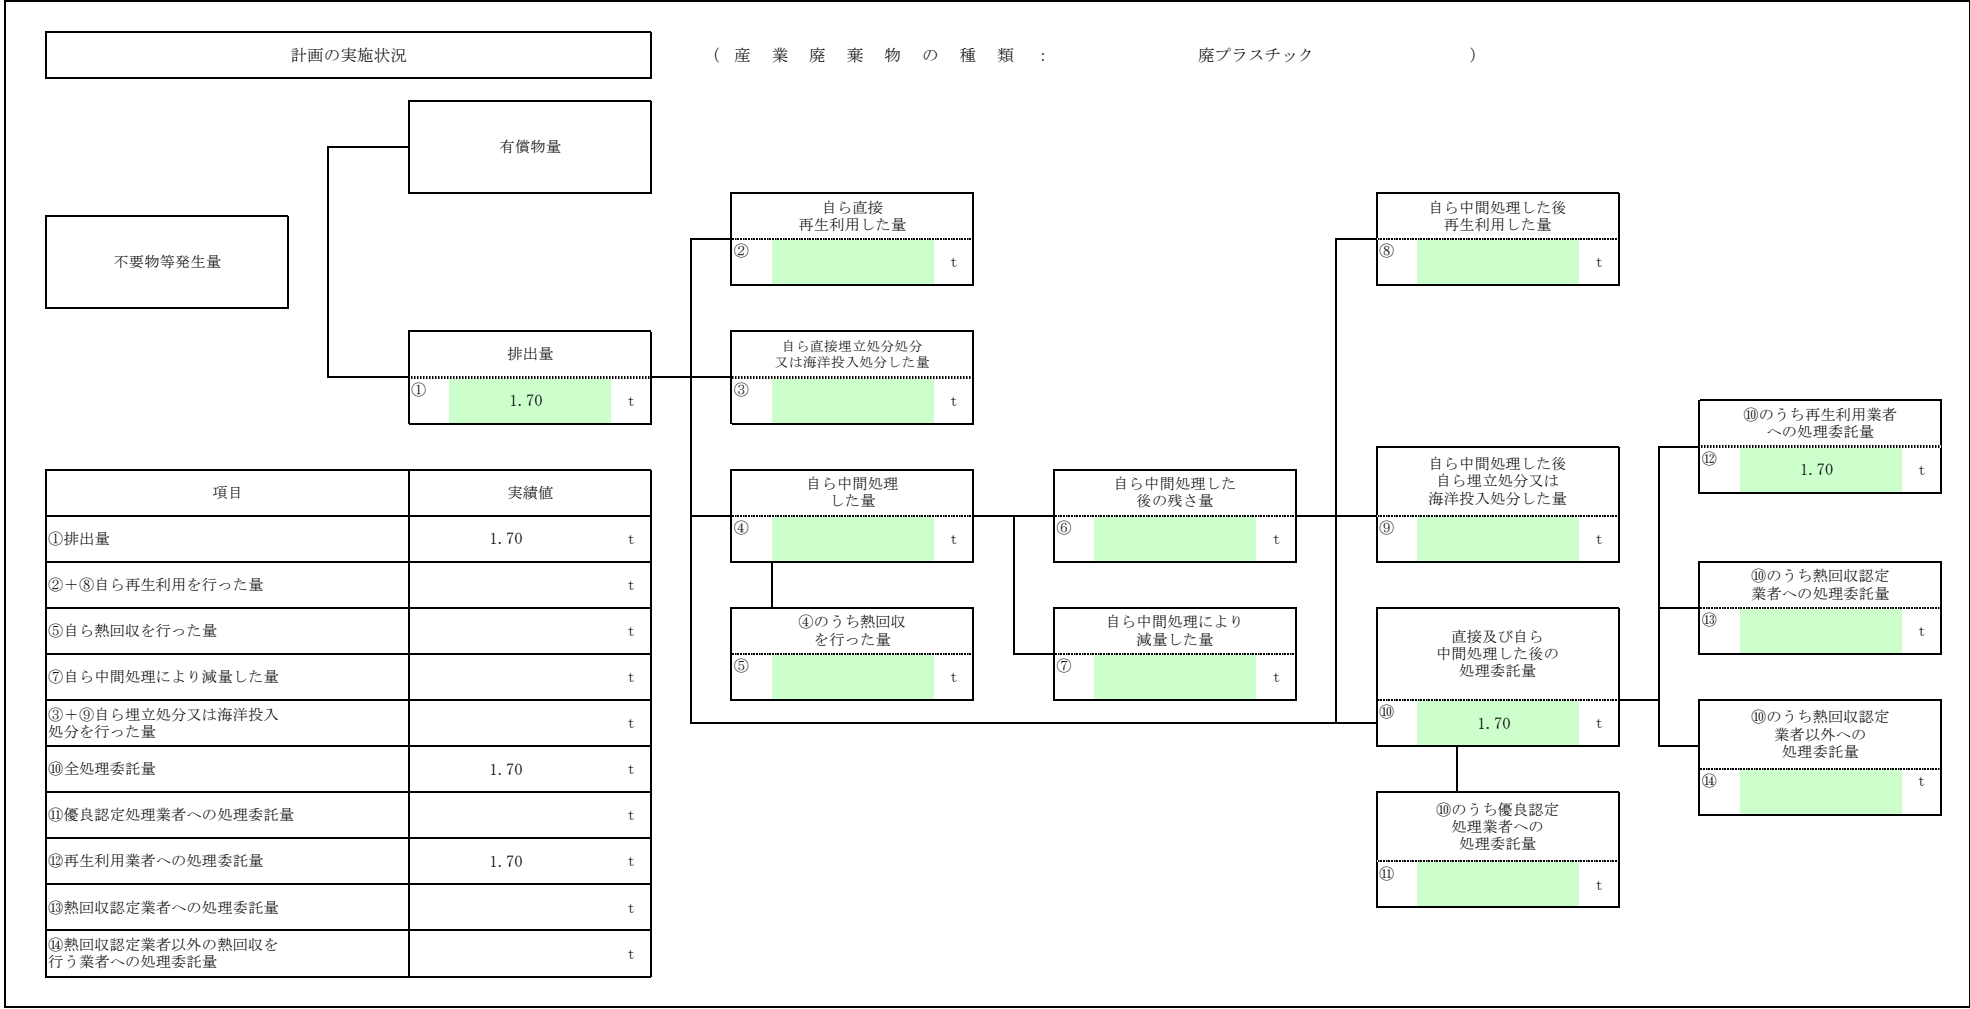 計画の実施状況
（ 産 業 廃 棄 物 の 種 類 ： 廃プラスチック ）
有償物量
不要物等発生量
排出量
① 1.70 t
自ら直接
再生利用した量
② t
自ら直接埋立処分処分
又は海洋投入処分した量
③ t
自ら中間処理
した量
④ t
④のうち熱回収
を行った量
⑤ t
自ら中間処理した
後の残さ量
⑥ t
自ら中間処理により
減量した量
⑦ t
自ら中間処理した後
再生利用した量
⑧ t
自ら中間処理した後
自ら埋立処分又は
海洋投入処分した量
⑨ t
直接及び自ら
中間処理した後の
処理委託量
⑩ 1.70 t
⑩のうち優良認定
処理業者への
処理委託量
⑪ t
⑩のうち再生利用業者
への処理委託量
⑫ 1.70 t
⑩のうち熱回収認定
業者への処理委託量
⑬ t
⑩のうち熱回収認定
業者以外への
処理委託量
⑭ t
項目 実績値
①排出量 1.70 t
②＋⑧自ら再生利用を行った量 t
⑤自ら熱回収を行った量 t
⑦自ら中間処理により減量した量 t
③＋⑨自ら埋立処分又は海洋投入
処分を行った量 t
⑩全処理委託量 1.70 t
⑪優良認定処理業者への処理委託量 t
⑫再生利用業者への処理委託量 1.70 t
⑬熱回収認定業者への処理委託量 t
⑭熱回収認定業者以外の熱回収を
行う業者への処理委託量 t